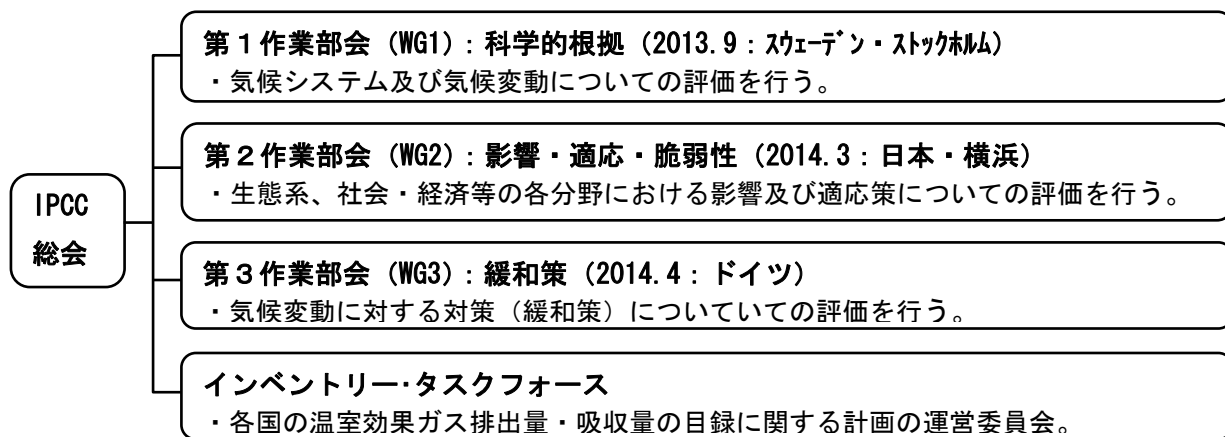 IPCC
総会
第１作業部会（WG1）：科学的根拠（2013.9：ｽｳｪｰﾃﾞﾝ・ｽﾄｯｸﾎﾙﾑ）
・気候システム及び気候変動についての評価を行う。
第２作業部会（WG2）：影響・適応・脆弱性（2014.3：日本・横浜）
・生態系、社会・経済等の各分野における影響及び適応策についての評価を行う。
第３作業部会（WG3）：緩和策（2014.4：ドイツ）
・気候変動に対する対策（緩和策）についていての評価を行う。
インベントリー･タスクフォース
・各国の温室効果ガス排出量・吸収量の目録に関する計画の運営委員会。